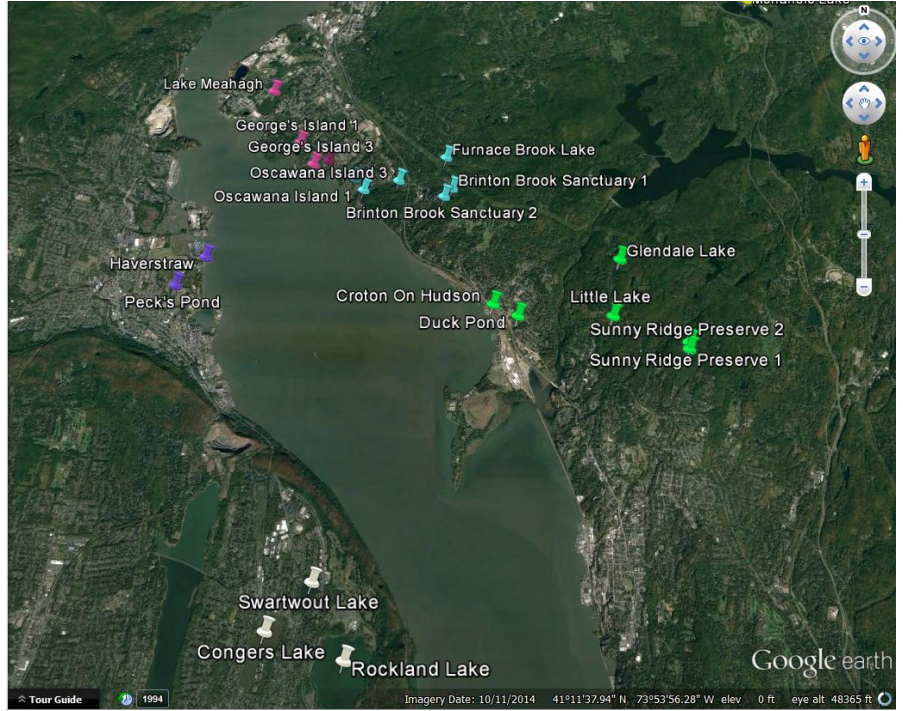 Lake Meahagh
George's Island 1
George's Island 3
Furnace Brook Lake
Oscawana Island 3
Brinton Brook Sanctuary 1
Oscawana Island 1
Brinton Brook Sanctuary 2
Glendale Lake
Haverstraw
Peck's Pond
Croton On Hudson
Little Lake
Duck Pond
Sunny Ridge Preserve 2
Sunny Ridge Preserve 1
Swartwout Lake
Congers Lake
Rockland Lake
Google earth
Tour Guide
1994
Imagery Date: 10/11/2014 41°11'37.94" N 73°53'56.28" W elev 0 ft eye alt 48365 ft
N